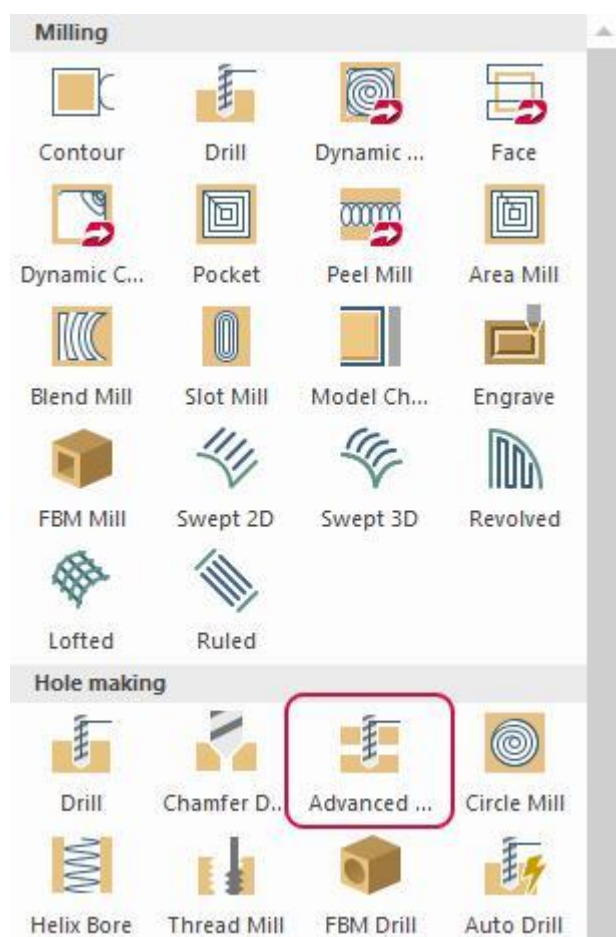 Milling
Contour Drill Dynamic ... Face
Dynamic C... Pocket Peel Mill Area Mill
Blend Mill Slot Mill Model Ch... Engrave
FBM Mill Swept 2D Swept 3D Revolved
Lofted Ruled
Hole making
Drill Chamfer D.. Advanced ... Circle Mill
Helix Bore Thread Mill FBM Drill Auto Drill